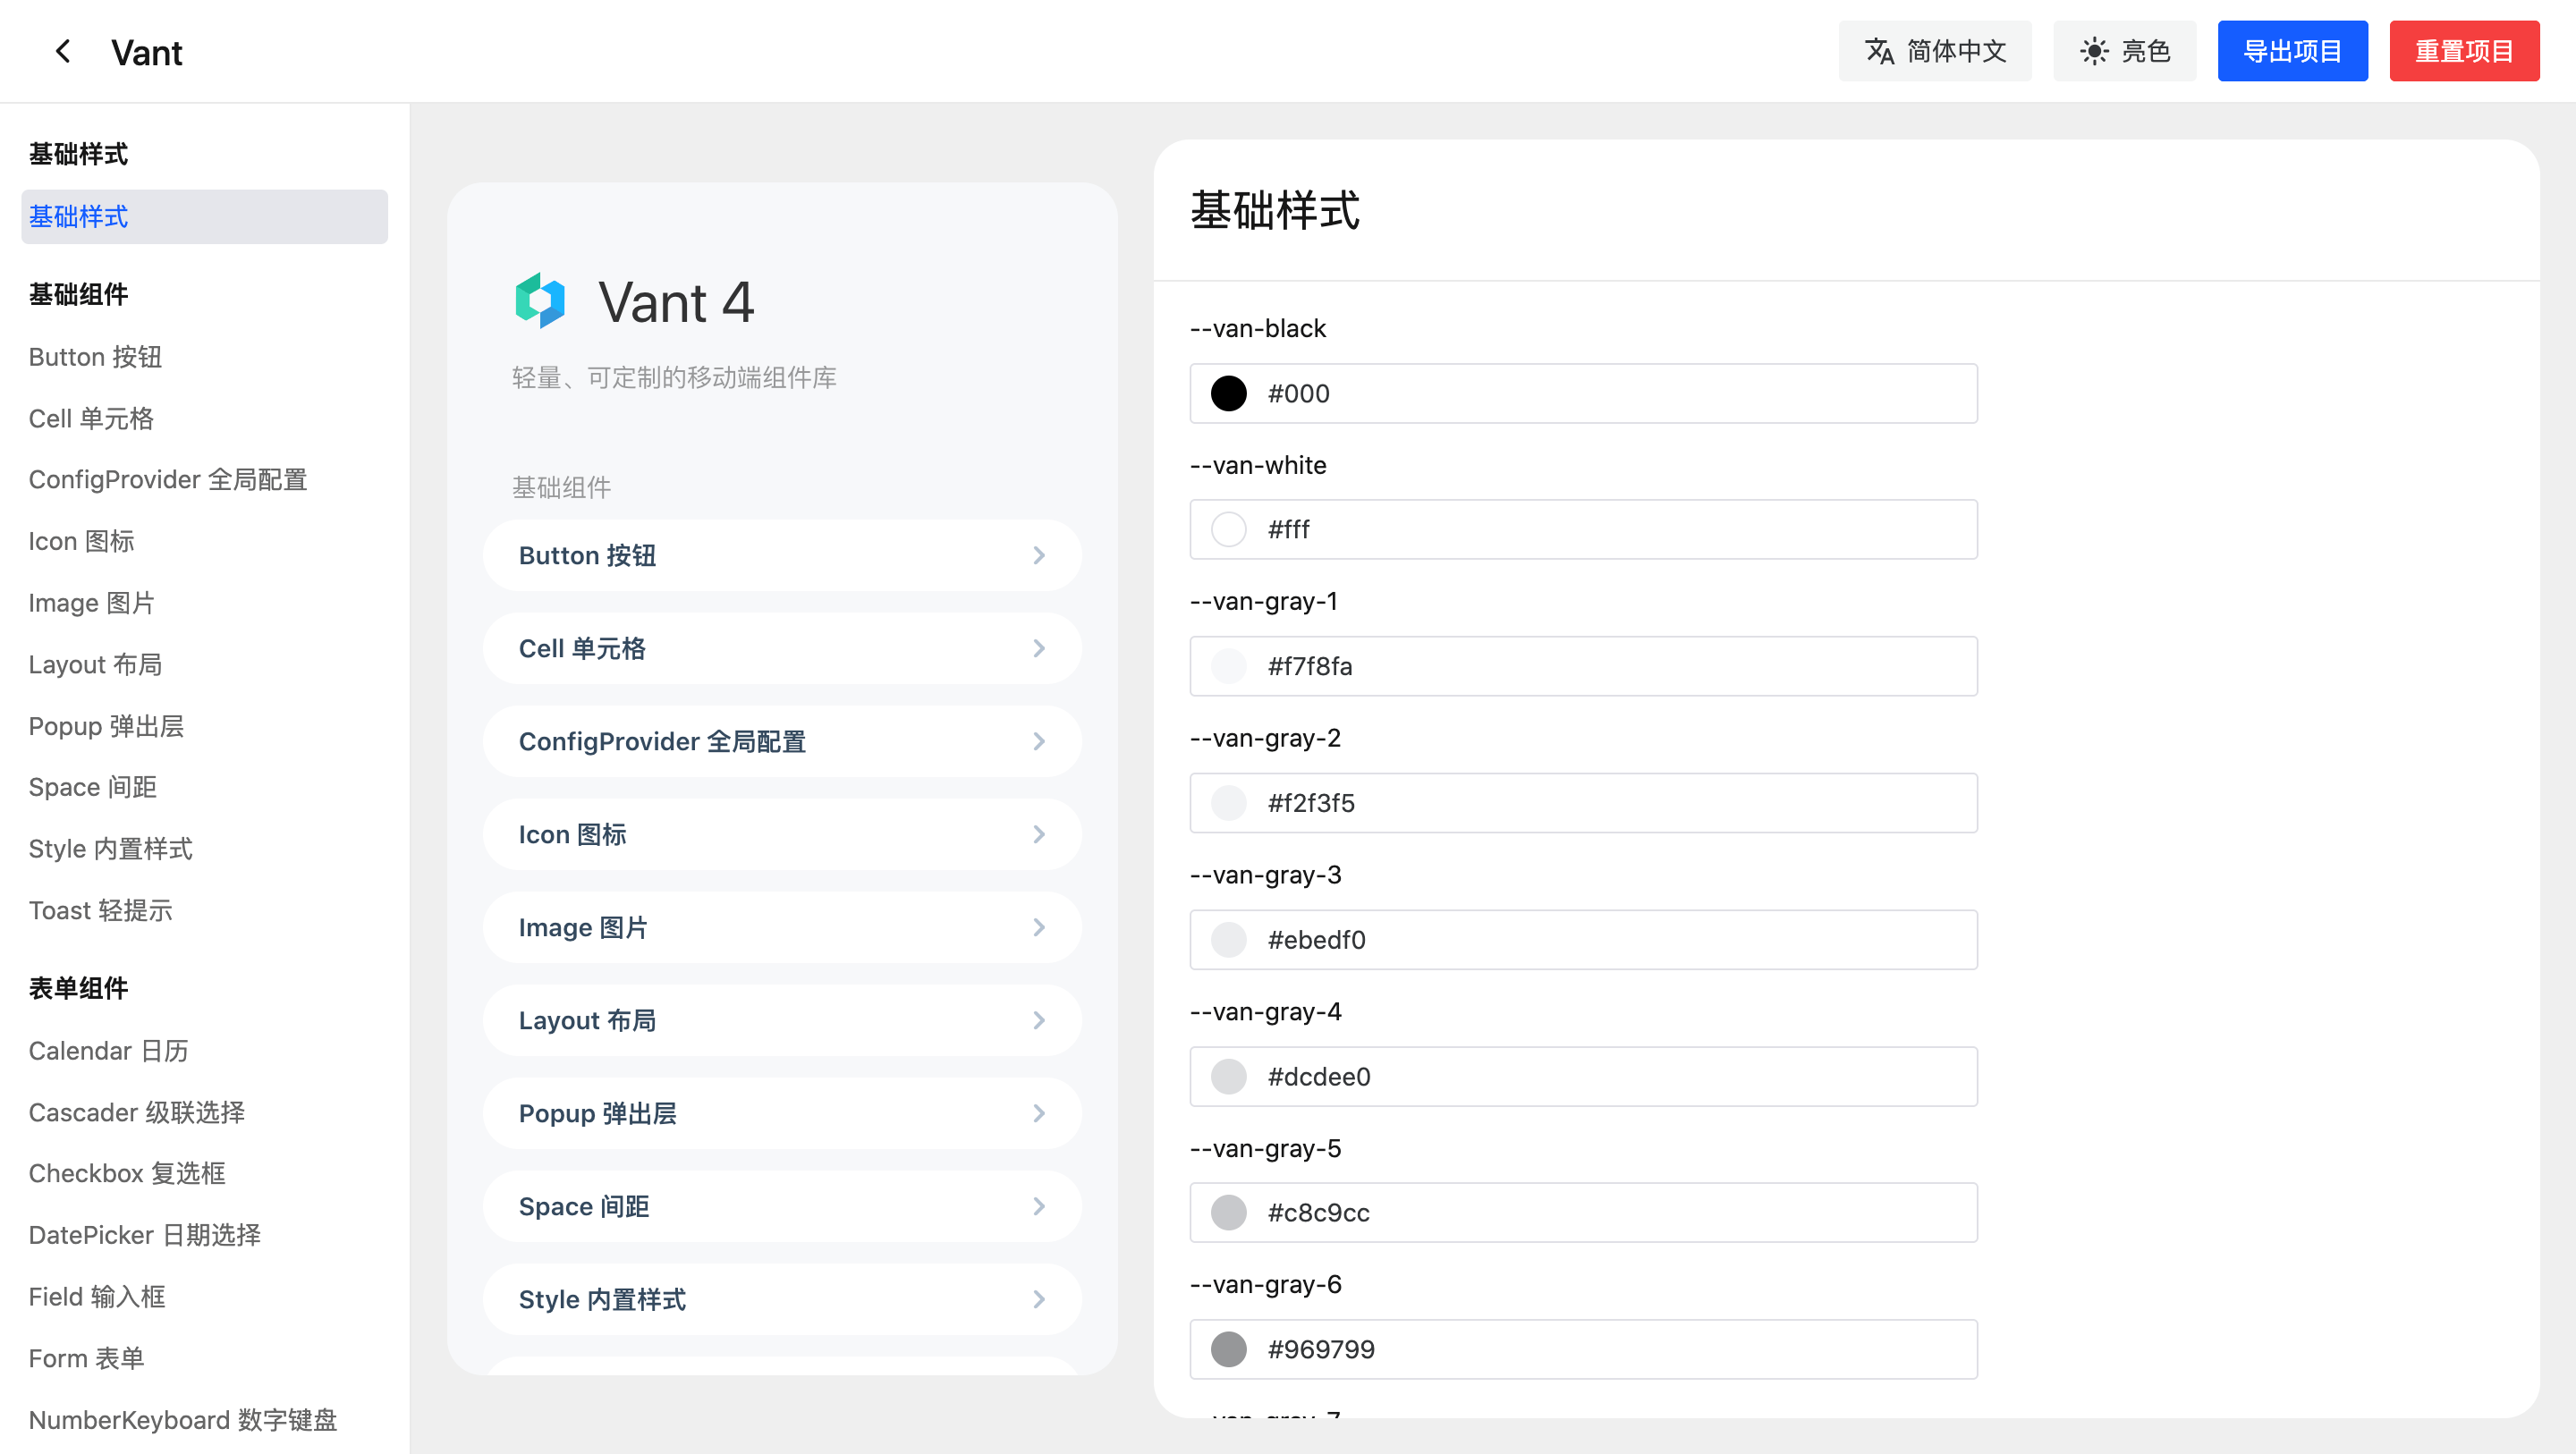 Vant
简体中文
亮色
导出项目
重置项目
基础样式
基础样式
基础组件
Button 按钮
Cell 单元格
ConfigProvider 全局配置
Icon 图标
Image 图片
Layout 布局
Popup 弹出层
Space 间距
Style 内置样式
Toast 轻提示
表单组件
Calendar 日历
Cascader 级联选择
Checkbox 复选框
DatePicker 日期选择
Field 输入框
Form 表单
NumberKeyboard 数字键盘
Vant 4
轻量、可定制的移动端组件库
基础组件
Button 按钮
Cell 单元格
ConfigProvider 全局配置
Icon 图标
Image 图片
Layout 布局
Popup 弹出层
Space 间距
Style 内置样式
基础样式
--van-black
#000
--van-white
#fff
--van-gray-1
#f7f8fa
--van-gray-2
#f2f3f5
--van-gray-3
#ebedf0
--van-gray-4
#dcdee0
--van-gray-5
#c8c9cc
--van-gray-6
#969799
--van-gray-7